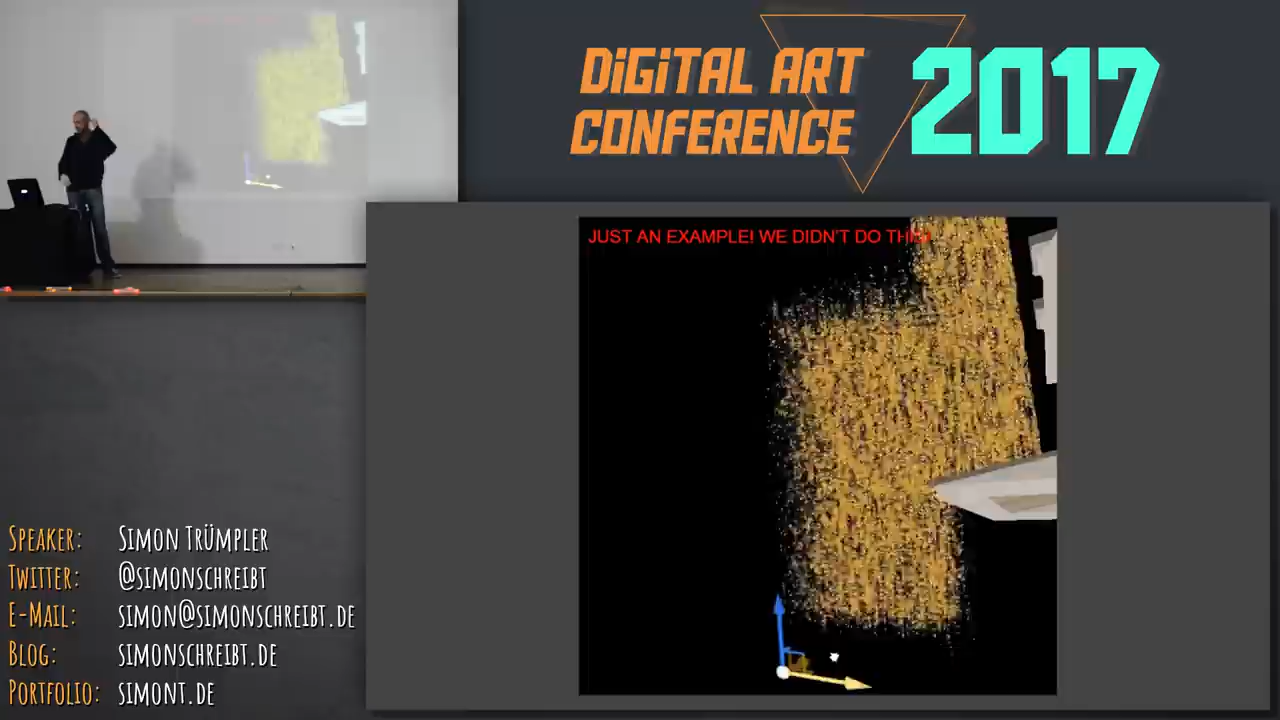 DiGiTAL ART
CONFERENCE
2017
JUST AN EXAMPLE! WE DIDN'T DO THIS!
Speaker: Simon Trümpler
Twitter: @simonschreibt
E-Mail: simon@simonschreibt.de
Blog: simonschreibt.de
Portfolio: simont.de